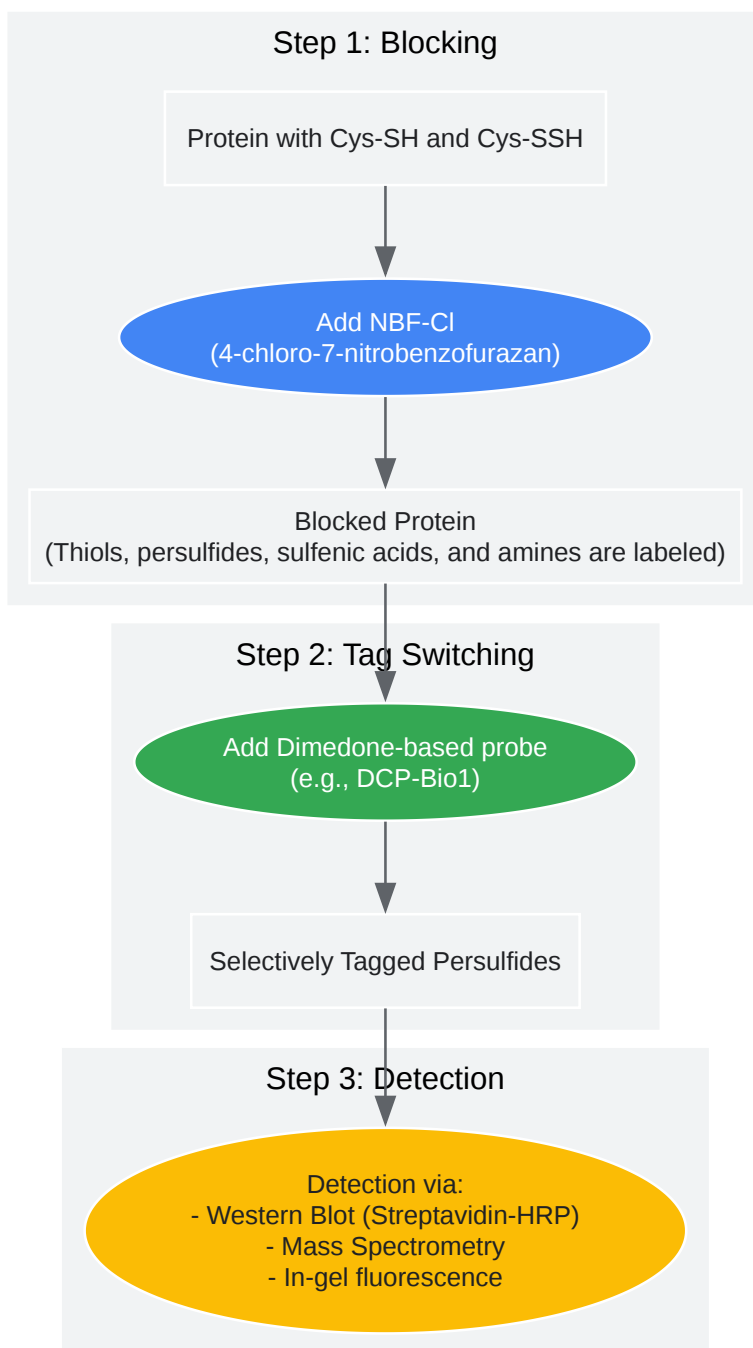 Step 1: Blocking
Protein with Cys-SH and Cys-SSH
Add NBF-Cl
(4-chloro-7-nitrobenzofurazan)
Blocked Protein
(Thiols, persulfides, sulfenic acids, and amines are labeled)
Step 2: Tag Switching
Add Dimedone-based probe
(e.g., DCP-Bio1)
Selectively Tagged Persulfides
Step 3: Detection
Detection via:
- Western Blot (Streptavidin-HRP)
- Mass Spectrometry
- In-gel fluorescence